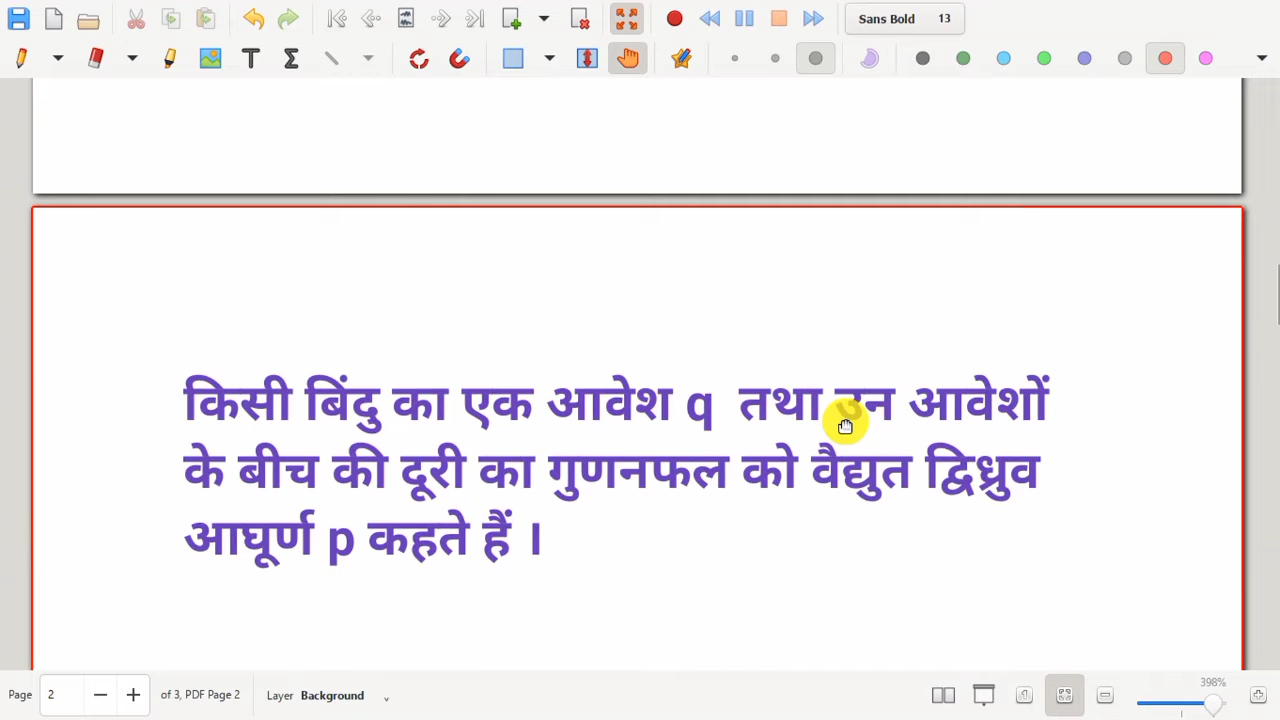 Sans Bold 13
किसी बिंदु का एक आवेश q तथा उन आवेशों
के बीच की दूरी का गुणनफल को वैद्युत द्विध्रुव
आघूर्ण p कहते हैं ।
Page 2 of 3, PDF Page 2 Layer Background 398%